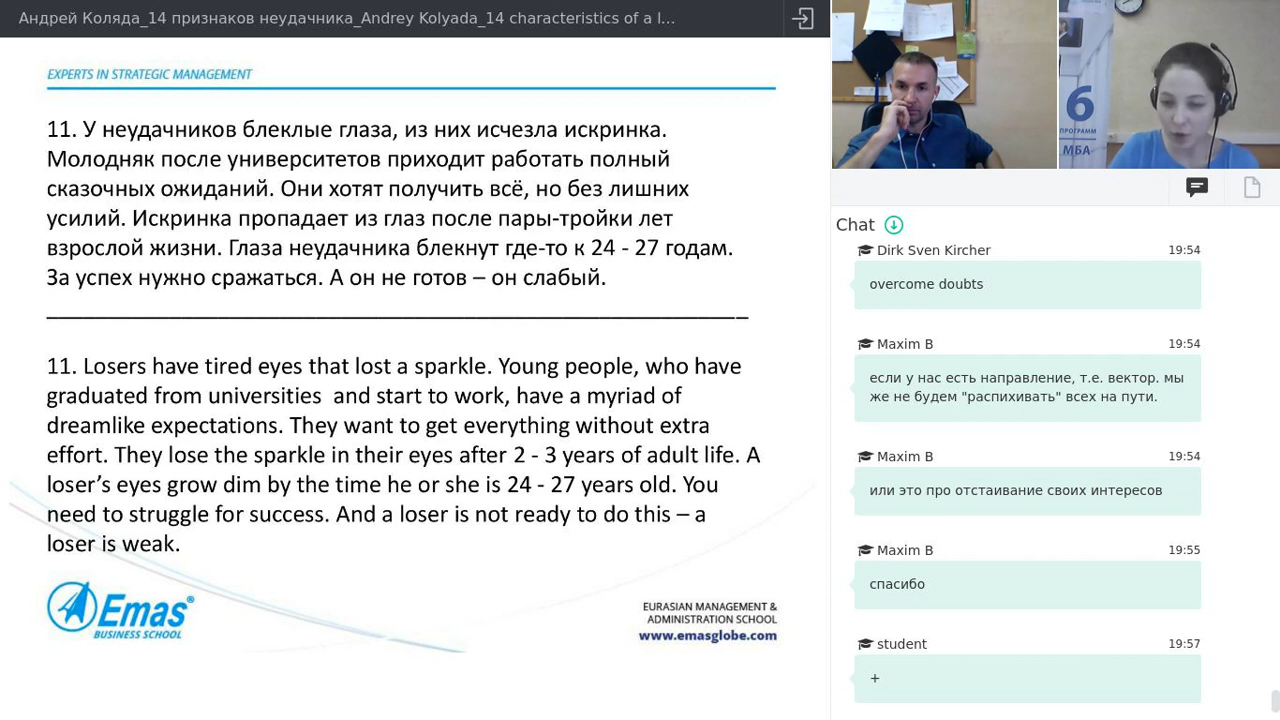 Андрей Коляда_14 признаков неудачника_Andrey Kolyada_14 characteristics of a l...
EXPERTS IN STRATEGIC MANAGEMENT
11. У неудачников блеклые глаза, из них исчезла искринка.
Молодняк после университетов приходит работать полный
сказочных ожиданий. Они хотят получить всё, но без лишних
усилий. Искринка пропадает из глаз после пары-тройки лет
взрослой жизни. Глаза неудачника блекнут где-то к 24 - 27 годам.
За успех нужно сражаться. А он не готов – он слабый.
11. Losers have tired eyes that lost a sparkle. Young people, who have
graduated from universities and start to work, have a myriad of
dreamlike expectations. They want to get everything without extra
effort. They lose the sparkle in their eyes after 2 - 3 years of adult life. A
loser’s eyes grow dim by the time he or she is 24 - 27 years old. You
need to struggle for success. And a loser is not ready to do this – a
loser is weak.
Emas
BUSINESS SCHOOL
EURASIAN MANAGEMENT &
ADMINISTRATION SCHOOL
www.emasglobe.com
6
ПРОГРАММ
МБА
Chat
Dirk Sven Kircher 19:54
overcome doubts
Maxim B 19:54
если у нас есть направление, т.е. вектор. мы
же не будем "распихивать" всех на пути.
Maxim B 19:54
или это про отстаивание своих интересов
Maxim B 19:55
спасибо
student 19:57
+